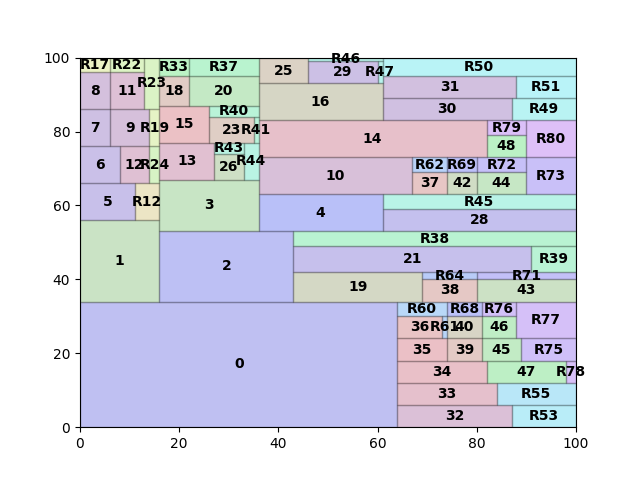 100
R17 R22 R33 R37 R46 R50
R23 25 29 R47
8 11 18 20 31 R51
16 30 R49
R40
7 9 R19 15 23 R41 14 R79 R80
R43 48
6 12 R24 13 26 R44 10 R62 R69 R72 R73
37 42 44
80
5 R12 3 4 R45
28
60
1 2 R38
21 R39
R64 R71
19 38 43
40
0 R60 R68 R76 R77
36 R61 40 46
35 39 45 R75
20
34 47 R78
33 R55
32 R53
0
0 20 40 60 80 100